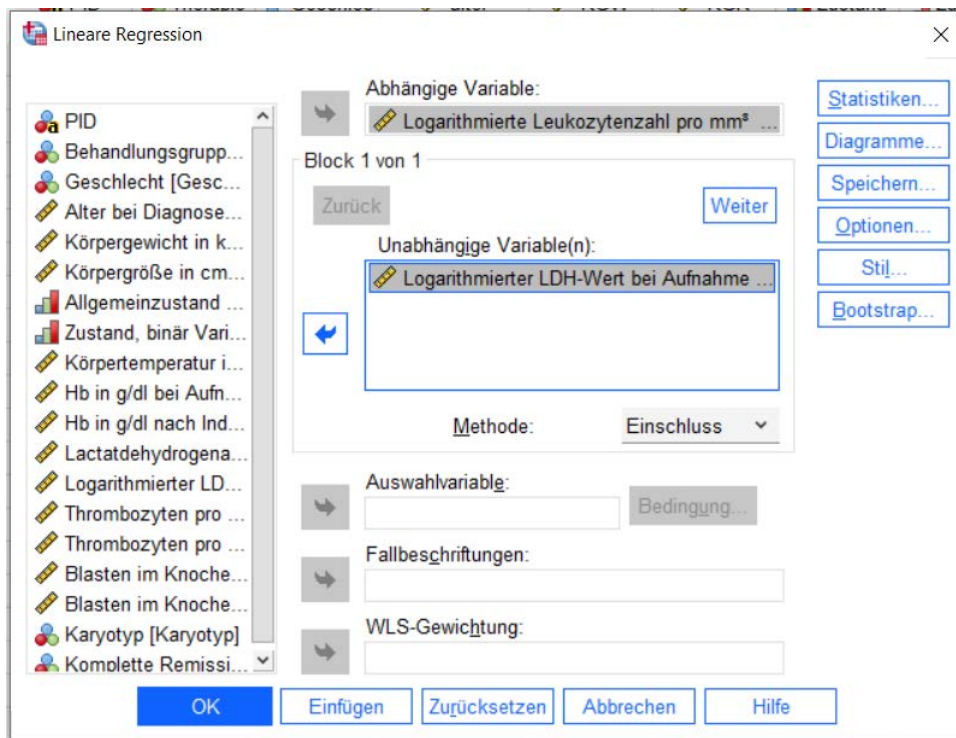 Lineare Regression
PID
Behandlungsgrupp...
Geschlecht [Gesc...
Alter bei Diagnose...
Körpergewicht in k...
Körpergröße in cm...
Allgemeinzustand ...
Zustand, binär Vari...
Körpertemperatur i...
Hb in g/dl bei Aufn...
Hb in g/dl nach Ind...
Lactatdehydrogena...
Logarithmierter LD...
Thrombozyten pro ...
Thrombozyten pro ...
Blasten im Knoche...
Blasten im Knoche...
Karyotyp [Karyotyp]
Komplette Remissi...
Abhängige Variable:
Logarithmierte Leukozytenzahl pro mm³ ...
Block 1 von 1
Zurück
Weiter
Unabhängige Variable(n):
Logarithmierter LDH-Wert bei Aufnahme ...
Methode:
Einschluss
Auswahlvariable:
Bedingung...
Fallbeschriftungen:
WLS-Gewichtung:
Statistiken...
Diagramme...
Speichern...
Optionen...
Stil...
Bootstrap...
OK
Einfügen
Zurücksetzen
Abbrechen
Hilfe